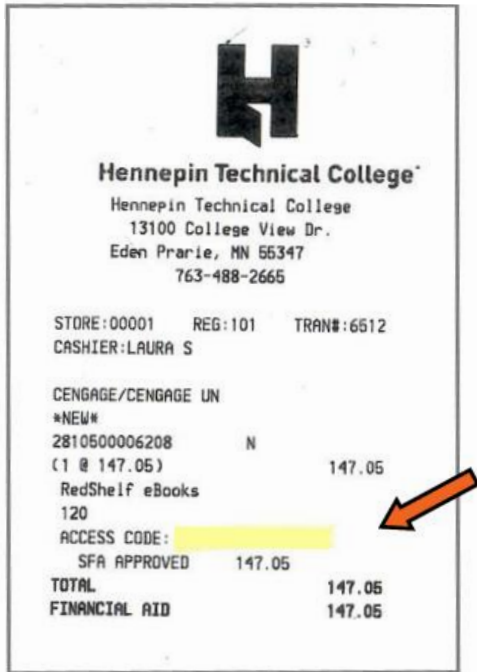 H
Hennepin Technical College
Hennepin Technical College
13100 College View Dr.
Eden Prarie, MN 55347
763-488-2665
STORE:00001 REG:101 TRAN#:6512
CASHIER:LAURA S
CENGAGE/CENGAGE UN
*NEW*
2810500006208 N
(1 @ 147.05) 147.05
RedShelf eBooks
120
ACCESS CODE:
SFA APPROVED 147.05
TOTAL 147.05
FINANCIAL AID 147.05